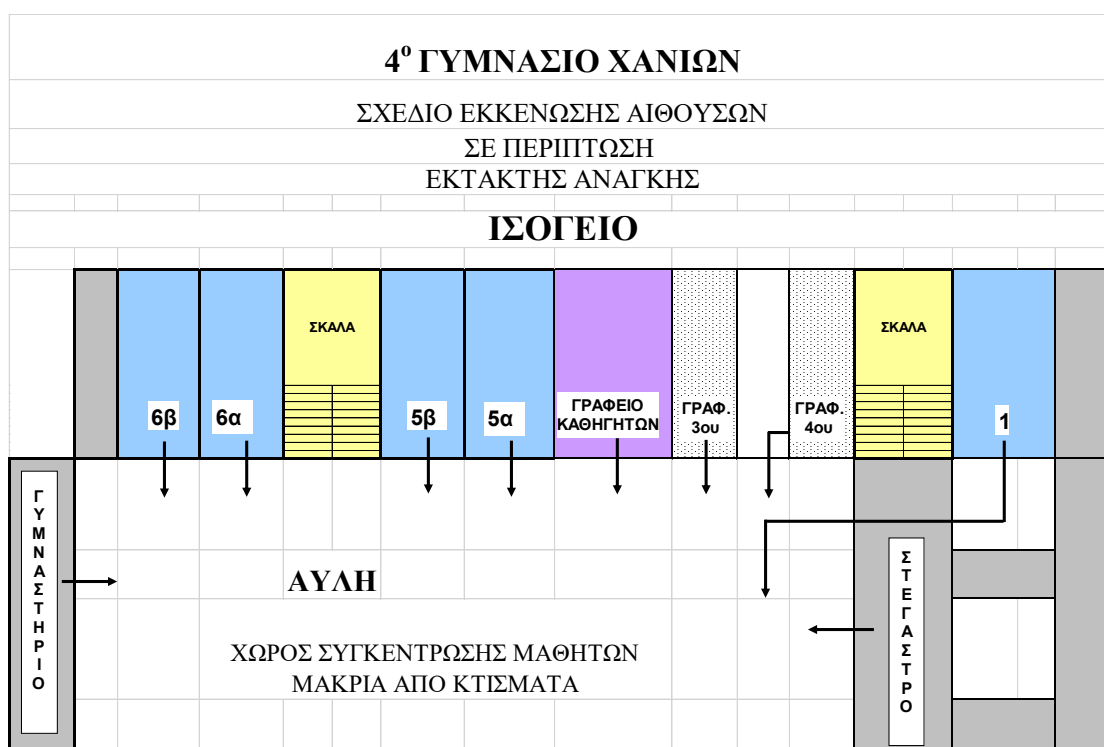 4ο ΓΥΜΝΑΣΙΟ ΧΑΝΙΩΝ
ΣΧΕΔΙΟ ΕΚΚΕΝΩΣΗΣ ΑΙΘΟΥΣΩΝ
ΣΕ ΠΕΡΙΠΤΩΣΗ
ΕΚΤΑΚΤΗΣ ΑΝΑΓΚΗΣ
ΙΣΟΓΕΙΟ
ΣΚΑΛΑ
ΣΚΑΛΑ
6β
6α
5β
5α
ΓΡΑΦΕΙΟ
ΚΑΘΗΓΗΤΩΝ
ΓΡΑΦ.
3ου
ΓΡΑΦ.
4ου
1
ΓΥΜΝΑΣΤΗΡΙΟ
ΑΥΛΗ
ΣΤΕΓΑΣΤΡΟ
ΧΩΡΟΣ ΣΥΓΚΕΝΤΡΩΣΗΣ ΜΑΘΗΤΩΝ
ΜΑΚΡΙΑ ΑΠΟ ΚΤΙΣΜΑΤΑ